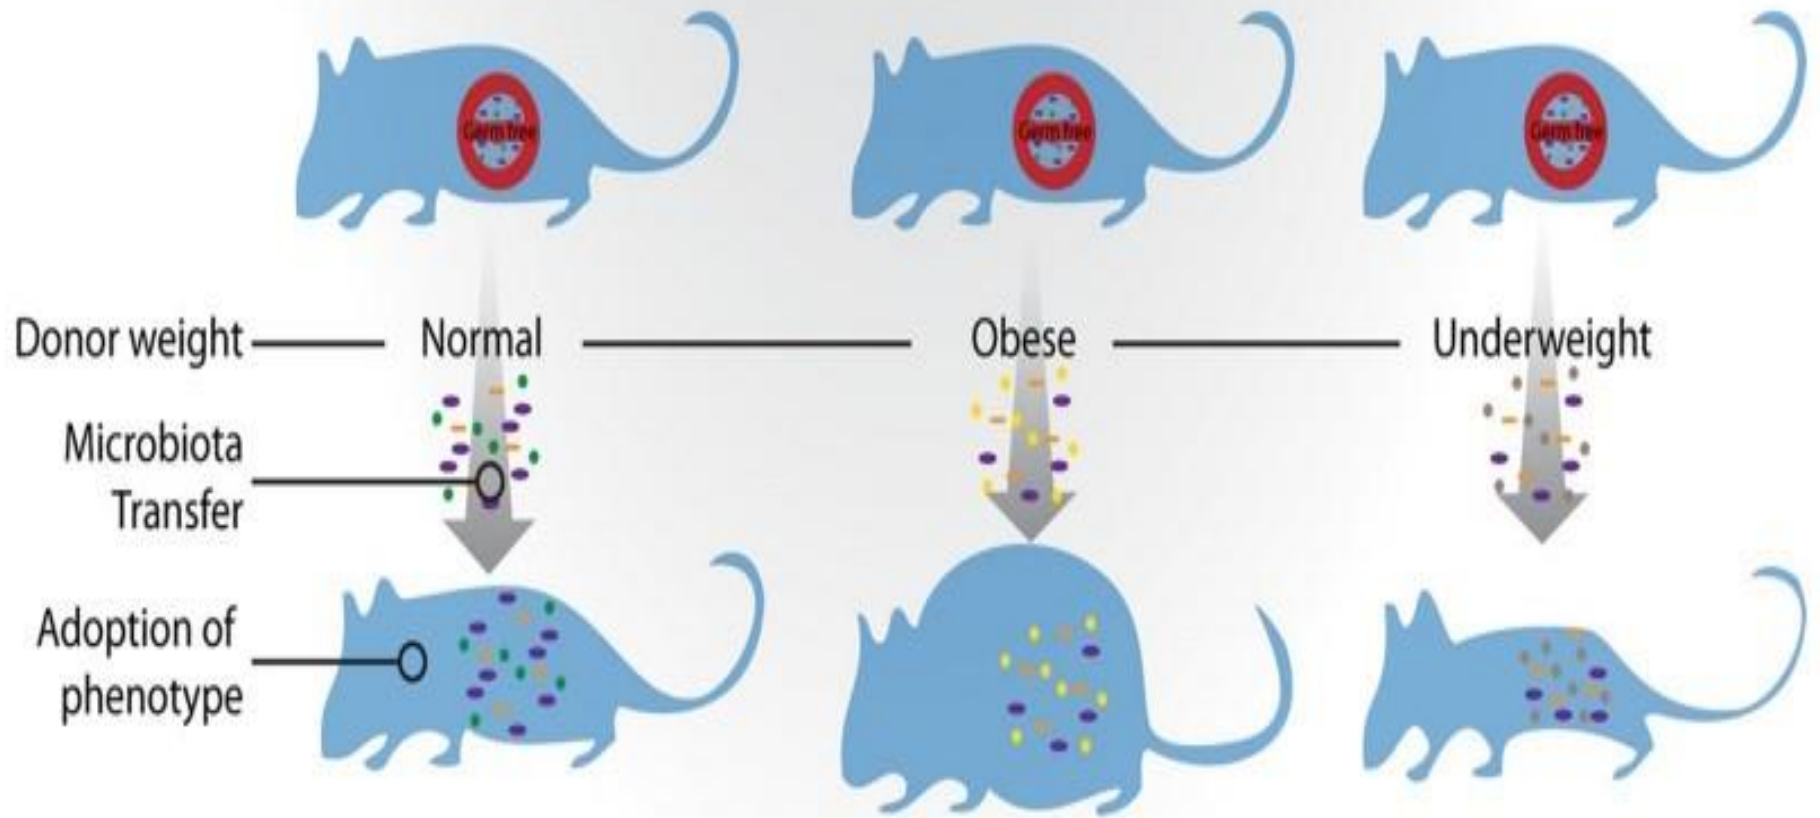 Germ free
Germ free
Germ free
Donor weight
Normal
Obese
Underweight
Microbiota
Transfer
Adoption of
phenotype